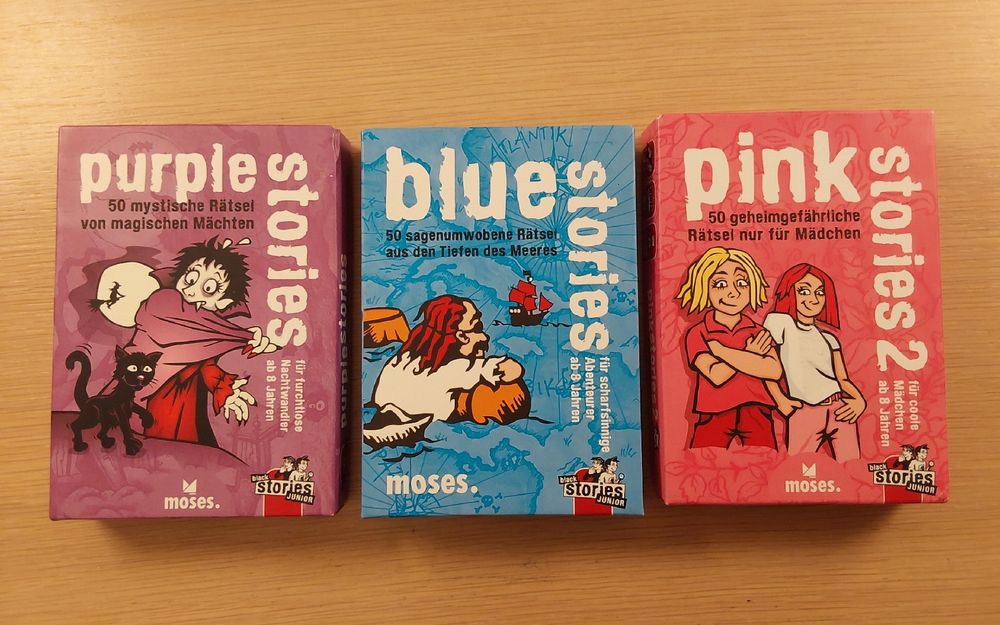 purple
stories
50 mystische Rätsel
von magischen Mächten
für furchtlose
Nachtwandler
ab 8 Jahren
moses.
black
stories
JUNIOR
purple stories
blue
stories
50 sagenumwobene Rätsel
aus den Tiefen des Meeres
ATLÄNTIK
für scharfsinnige
Abenteurer
ab 8 Jahren
moses.
black
stories
JUNIOR
pink
stories 2
50 geheimgefährliche
Rätsel nur für Mädchen
für coole
Mädchen
ab 8 Jahren
moses.
black
stories
JUNIOR